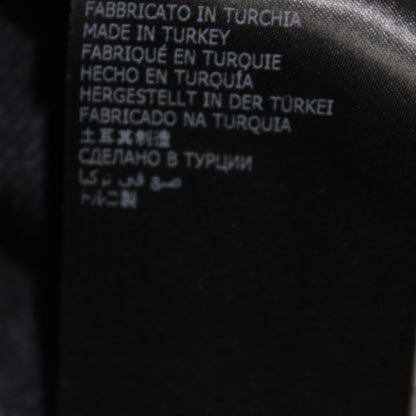 FABBRICATO IN TURCHIA
MADE IN TURKEY
FABRIQUÉ EN TURQUIE
HECHO EN TURQUÍA
HERGESTELLT IN DER TÜRKEI
FABRICADO NA TURQUIA
土耳其制造
СДЕЛАНО В ТУРЦИИ
صنع في تركيا
トルコ製